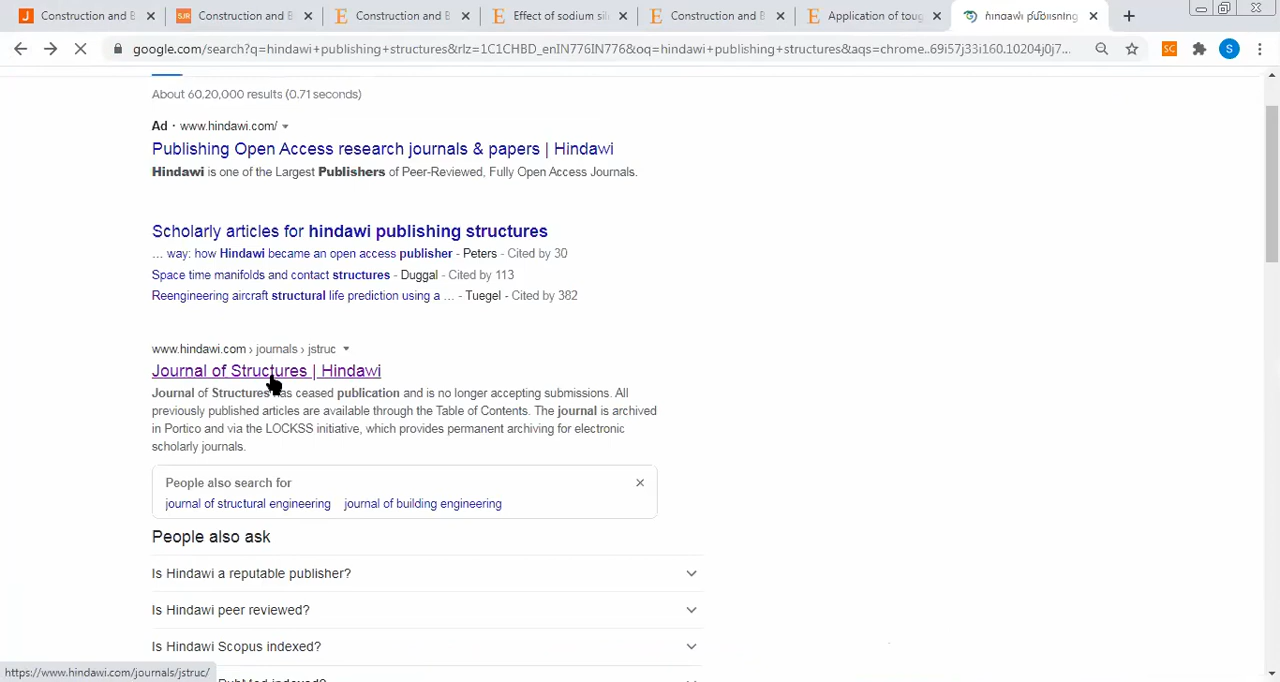 Construction and B
Construction and B
Construction and B
Effect of sodium sil
Construction and B
Application of toug
google.com/search?q=hindawi+publishing+structures&rlz=1C1CHBD_enIN776IN776&oq=hindawi+publishing+structures&aqs=chrome..69i57j33i160.10204j0j7...
SC
S
About 60,20,000 results (0.71 seconds)
Ad · www.hindawi.com/
Publishing Open Access research journals & papers | Hindawi
Hindawi is one of the Largest Publishers of Peer-Reviewed, Fully Open Access Journals.
Scholarly articles for hindawi publishing structures
... way: how Hindawi became an open access publisher - Peters - Cited by 30
Space time manifolds and contact structures - Duggal - Cited by 113
Reengineering aircraft structural life prediction using a ... - Tuegel - Cited by 382
www.hindawi.com › journals › jstruc
Journal of Structures | Hindawi
Journal of Structures has ceased publication and is no longer accepting submissions. All
previously published articles are available through the Table of Contents. The journal is archived
in Portico and via the LOCKSS initiative, which provides permanent archiving for electronic
scholarly journals.
People also search for
journal of structural engineering journal of building engineering
People also ask
Is Hindawi a reputable publisher?
Is Hindawi peer reviewed?
Is Hindawi Scopus indexed?
https://www.hindawi.com/journals/jstruc/